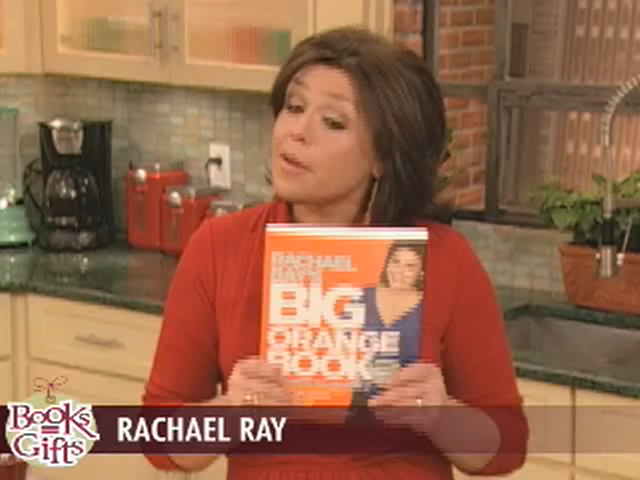 RACHAEL
RAY'S
BIG
ORANGE
BOOK
Books
Gifts
RACHAEL RAY